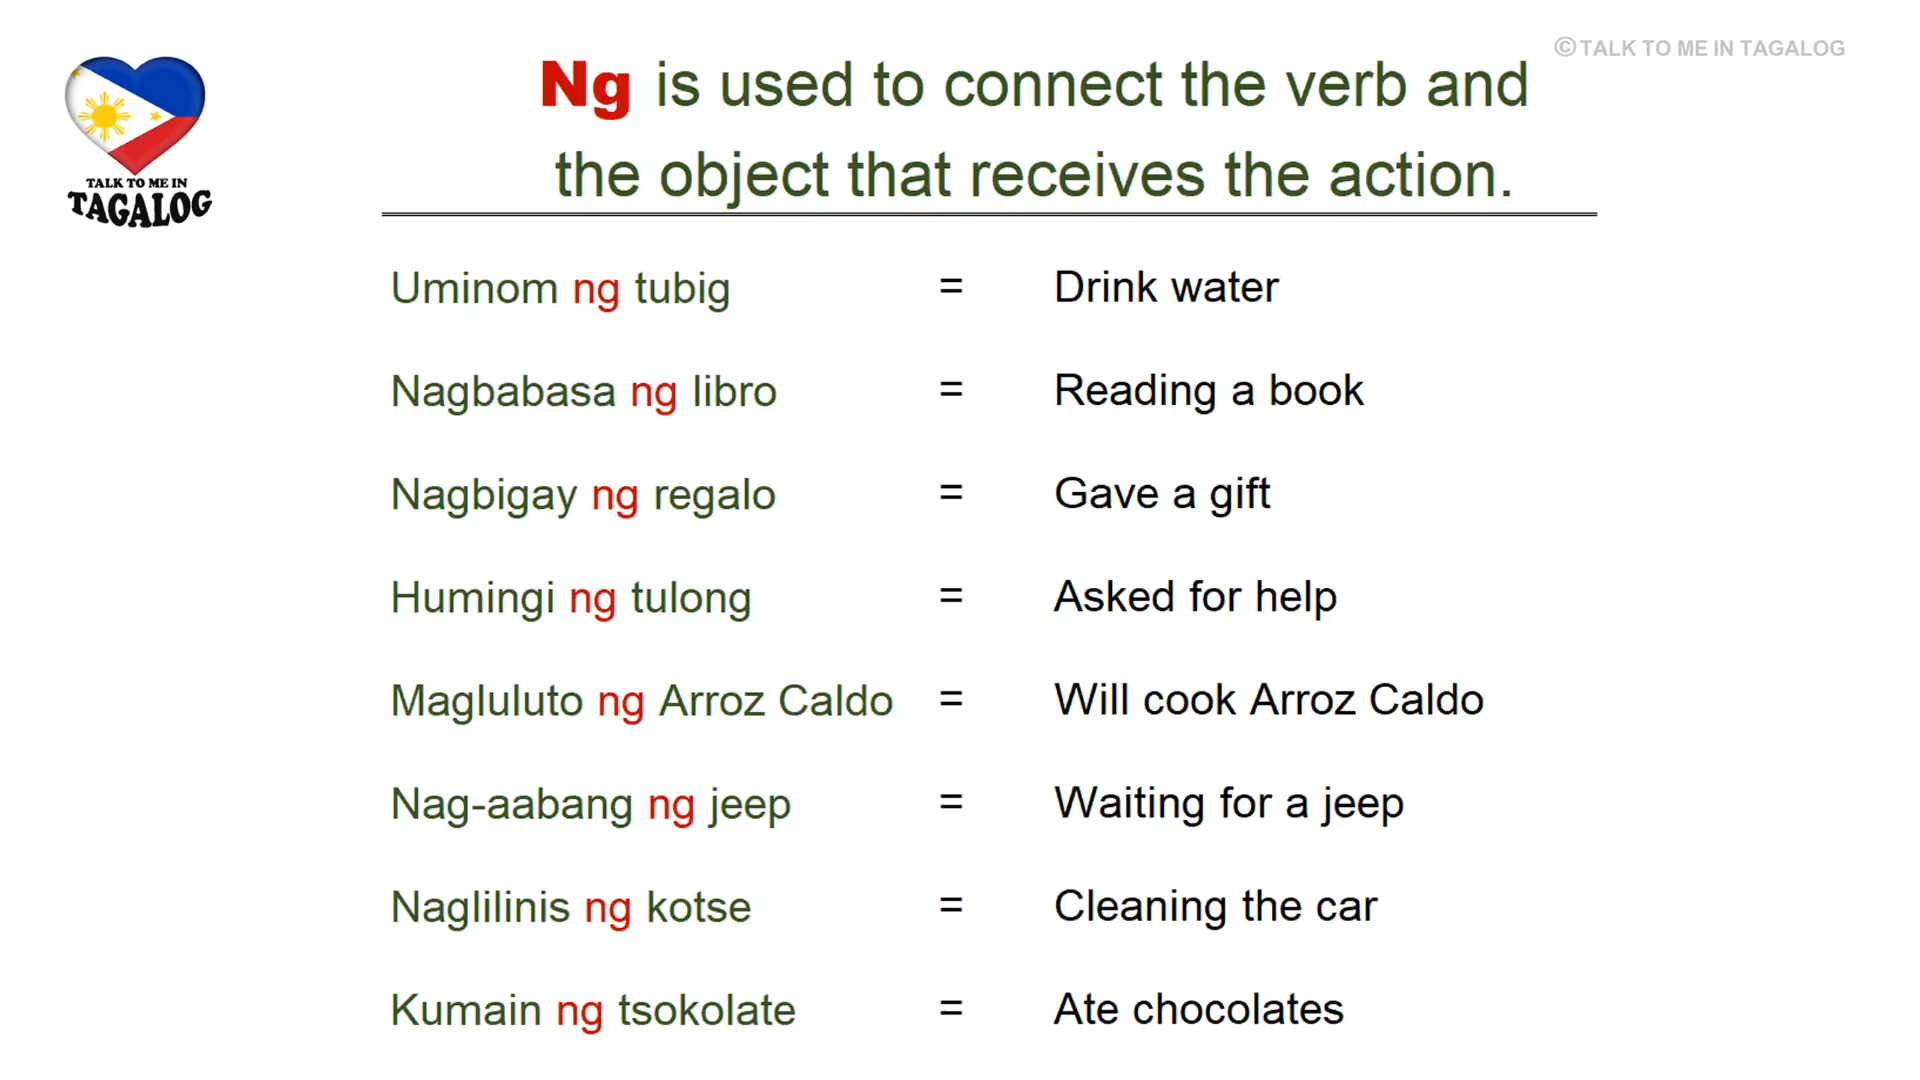 ©TALK TO ME IN TAGALOG
TALK TO ME IN
TAGALOG
Ng is used to connect the verb and
the object that receives the action.
Uminom ng tubig = Drink water
Nagbabasa ng libro = Reading a book
Nagbigay ng regalo = Gave a gift
Humingi ng tulong = Asked for help
Magluluto ng Arroz Caldo = Will cook Arroz Caldo
Nag-aabang ng jeep = Waiting for a jeep
Naglilinis ng kotse = Cleaning the car
Kumain ng tsokolate = Ate chocolates